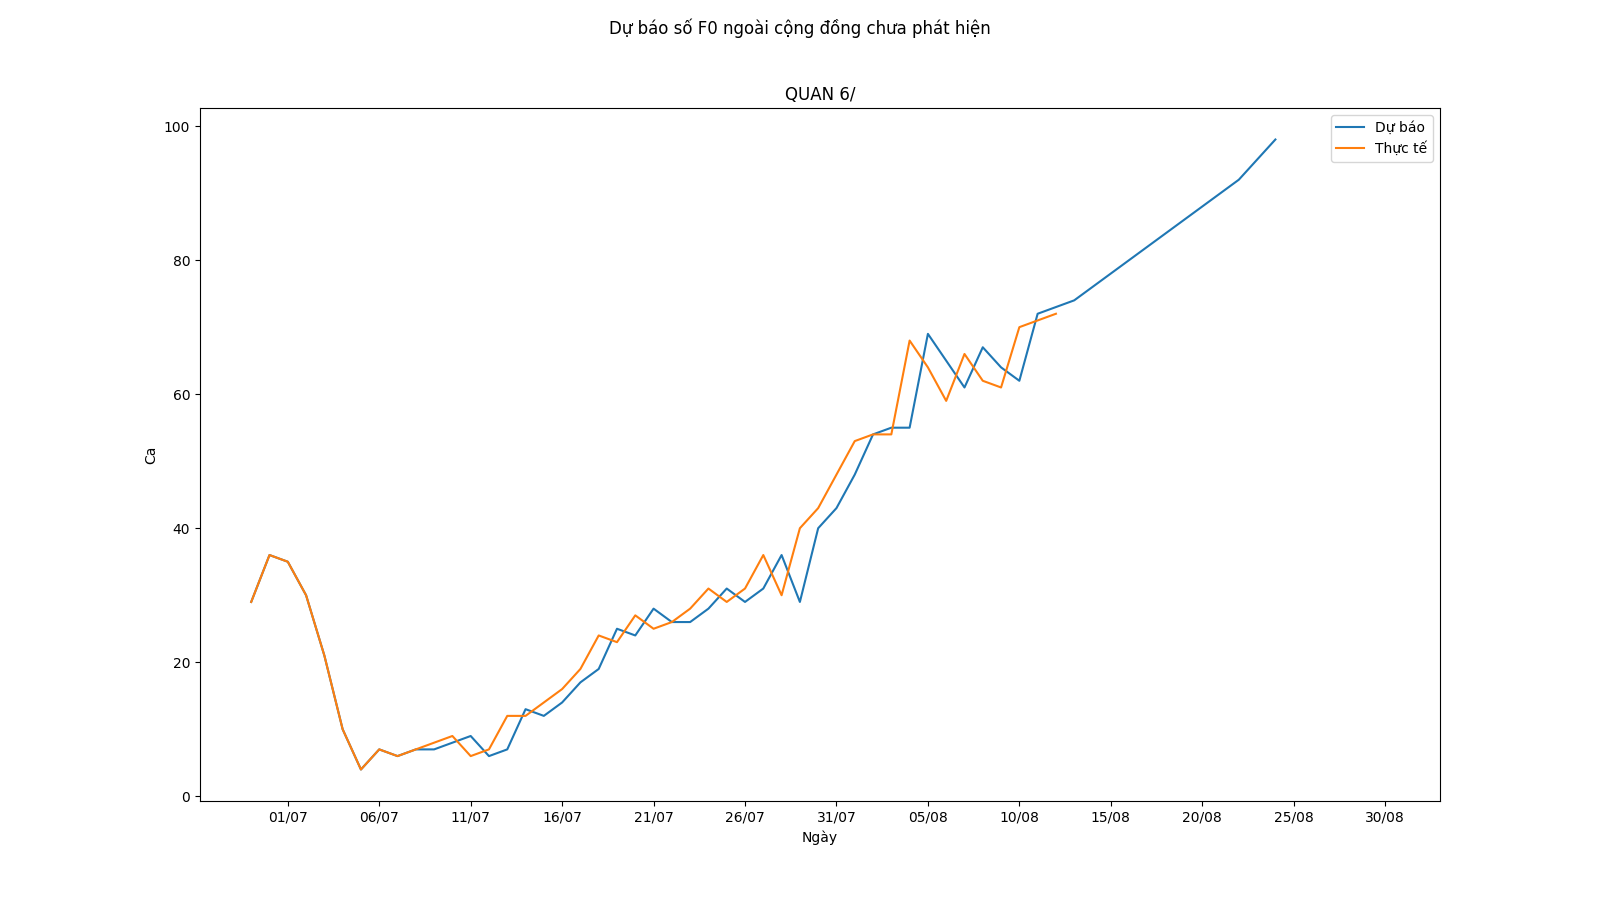 Dự báo số F0 ngoài cộng đồng chưa phát hiện
QUAN 6/
Dự báo
Thực tế
100
80
60
40
20
0
Ca
01/07 06/07 11/07 16/07 21/07 26/07 31/07 05/08 10/08 15/08 20/08 25/08 30/08
Ngày